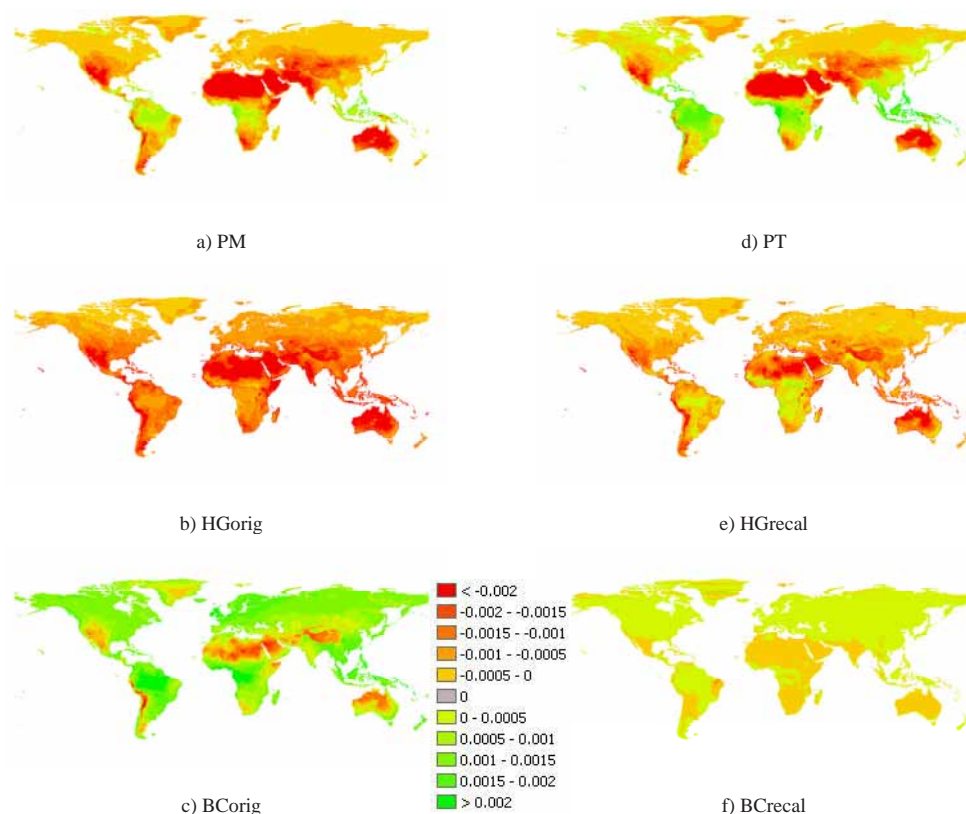 a) PM
d) PT
b) HGorig
e) HGrecal
< -0.002
-0.002 - -0.0015
-0.0015 - -0.001
-0.001 - -0.0005
-0.0005 - 0
0
0 - 0.0005
0.0005 - 0.001
0.001 - 0.0015
0.0015 - 0.002
> 0.002
c) BCorig
f) BCrecal